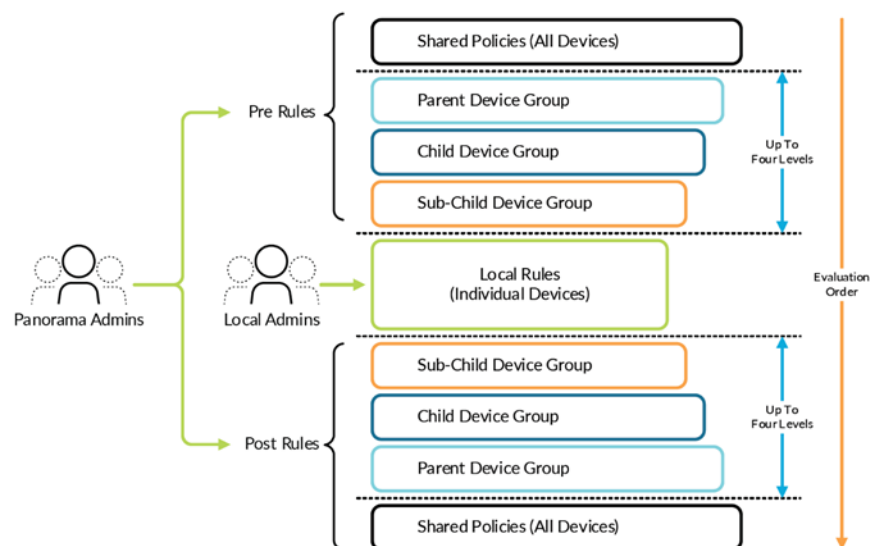 Shared Policies (All Devices)
Parent Device Group
Pre Rules
Up To
Four Levels
Child Device Group
Sub-Child Device Group
Local Rules
(Individual Devices)
Evaluation
Order
Panorama Admins
Local Admins
Sub-Child Device Group
Child Device Group
Up To
Four Levels
Post Rules
Parent Device Group
Shared Policies (All Devices)